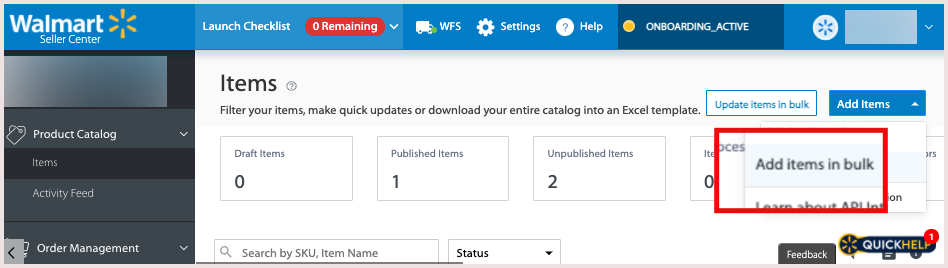 Walmart
Seller Center
Launch Checklist
0 Remaining
WFS
Settings
? Help
ONBOARDING_ACTIVE
Items ?
Filter your items, make quick updates or download your entire catalog into an Excel template.
Update items in bulk
Add Items
Product Catalog
Items
Activity Feed
Order Management
Draft Items
0
Published Items
1
Unpublished Items
2
Ite
0
oces
ors
Add items in bulk
Learn about API Int
ion
Search by SKU, Item Name
Status
Feedback
QUICKHELP
1